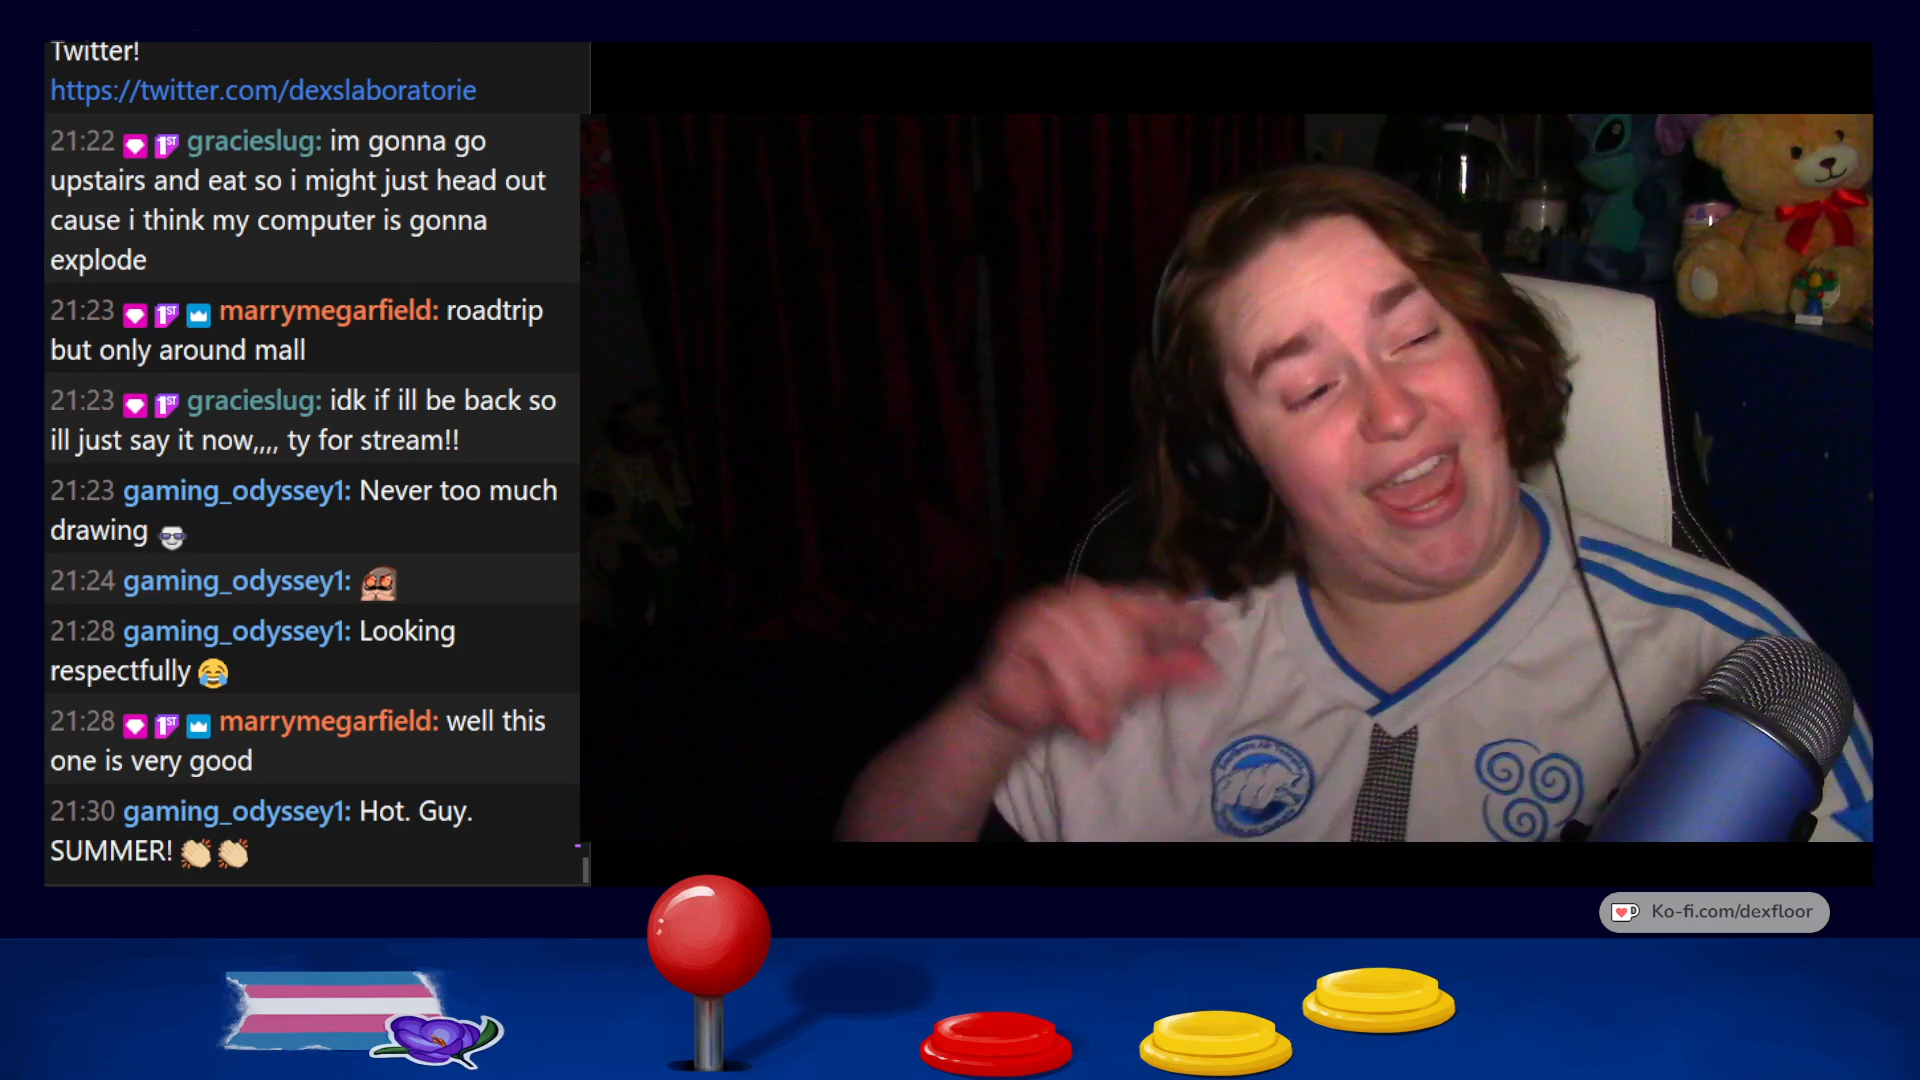 Twitter!
https://twitter.com/dexslaboratorie
21:22 1ST gracieslug: im gonna go
upstairs and eat so i might just head out
cause i think my computer is gonna
explode
21:23 1ST marrymegarfield: roadtrip
but only around mall
21:23 1ST gracieslug: idk if ill be back so
ill just say it now,,,, ty for stream!!
21:23 gaming_odyssey1: Never too much
drawing
21:24 gaming_odyssey1:
21:28 gaming_odyssey1: Looking
respectfully 😂
21:28 1ST marrymegarfield: well this
one is very good
21:30 gaming_odyssey1: Hot. Guy.
SUMMER! 👏🏻 👏🏻
Ko-fi.com/dexfloor